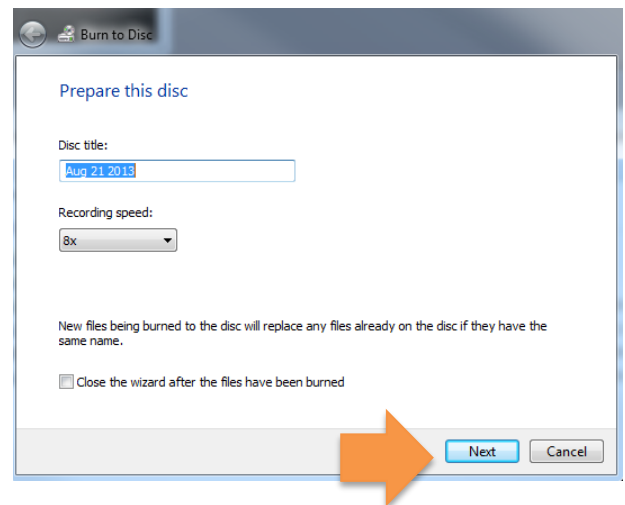 Burn to Disc
Prepare this disc
Disc title:
Aug 21 2013
Recording speed:
8x
New files being burned to the disc will replace any files already on the disc if they have the
same name.
Close the wizard after the files have been burned
Next Cancel